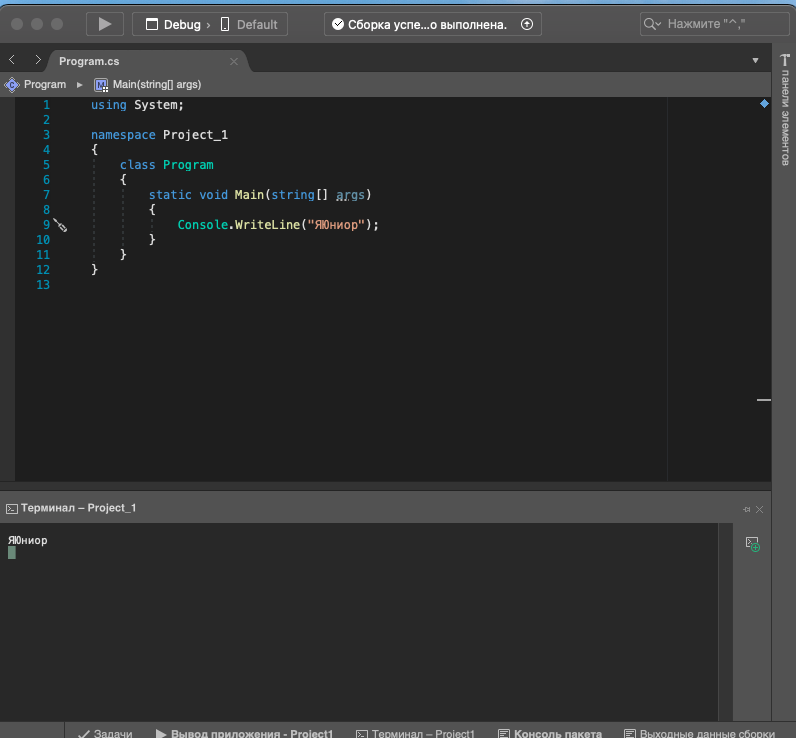 Debug › Default
Сборка успе...о выполнена.
Нажмите "^,"
Program.cs
Program ▸ Main(string[] args)
1 using System;
2
3 namespace Project_1
4 {
5 class Program
6 {
7 static void Main(string[] args)
8 {
9 Console.WriteLine("ЯЮниор");
10 }
11 }
12 }
13
панели элементов
Терминал – Project_1
ЯЮниор
Задачи Вывод приложения - Project1 Терминал – Project1 Консоль пакета Выходные данные сборки